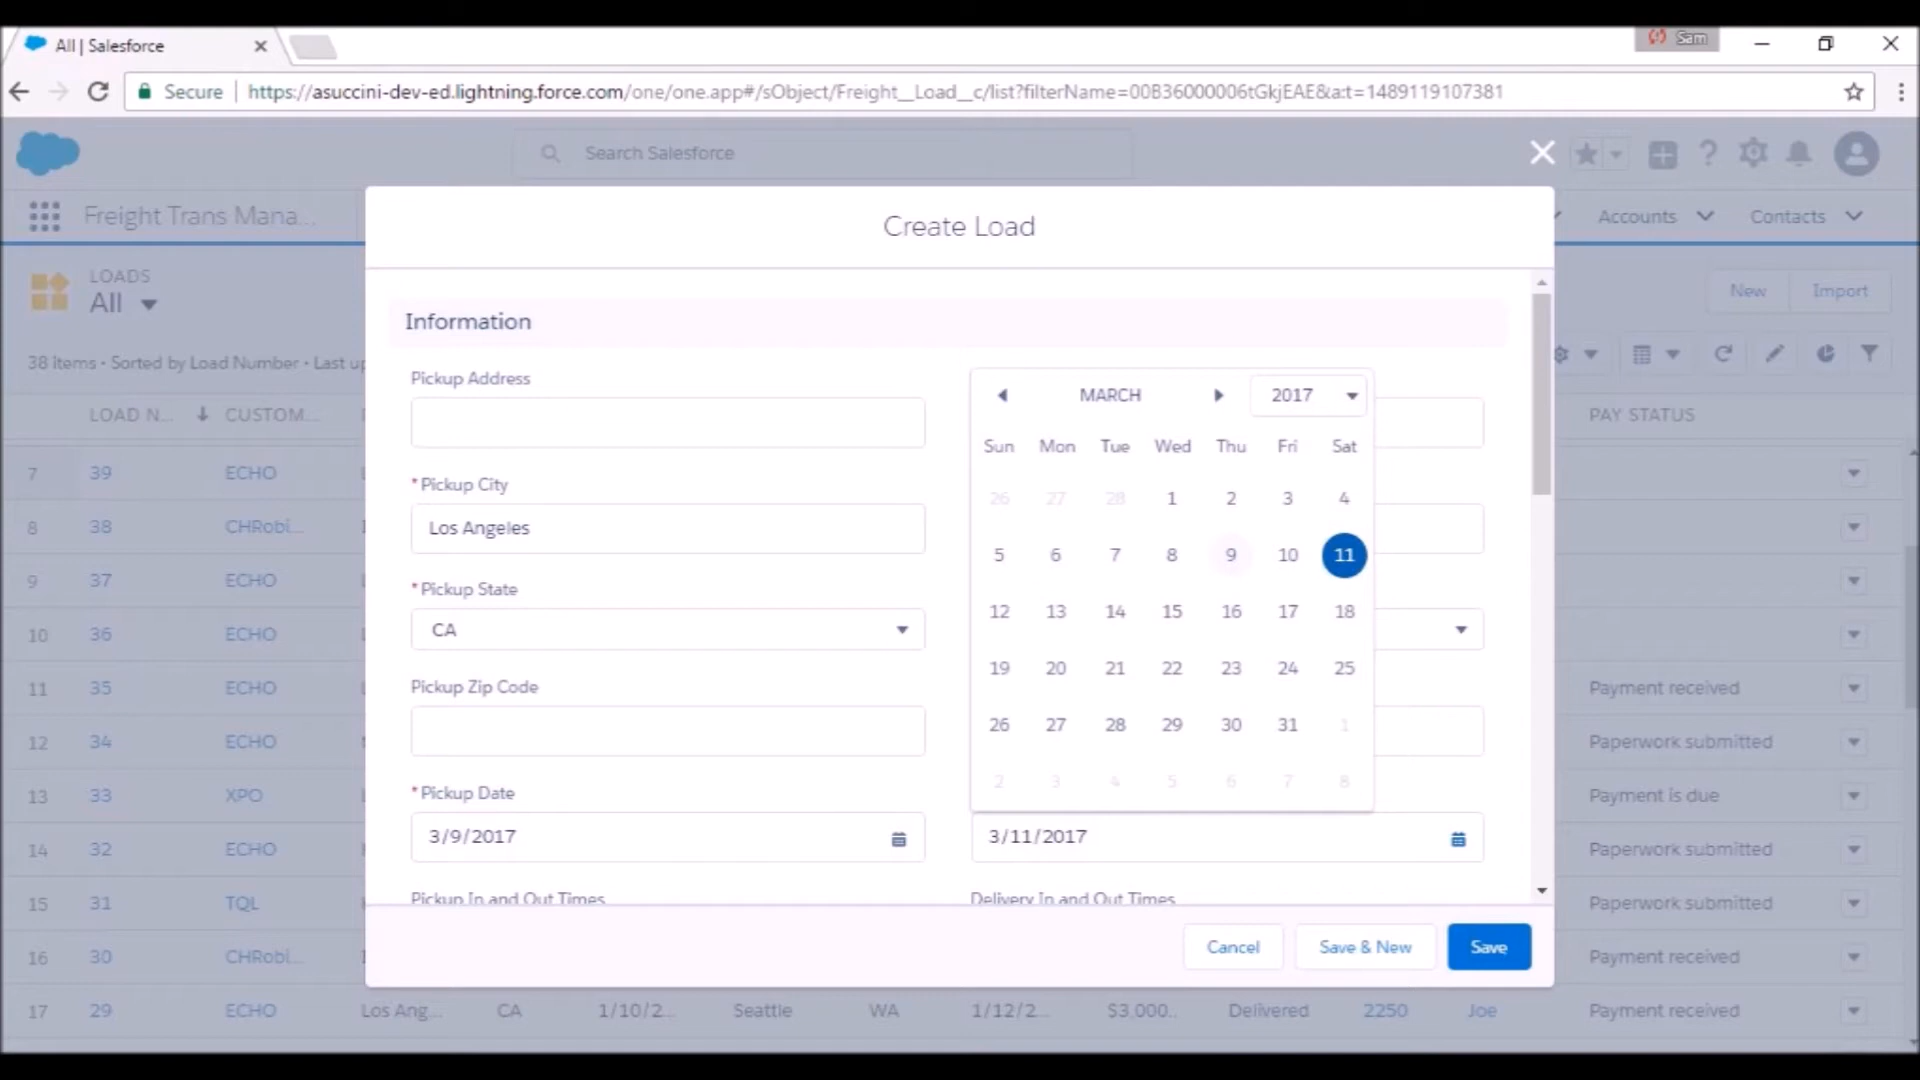 All | Salesforce
Sam
Secure https://asuccini-dev-ed.lightning.force.com/one/one.app#/sObject/Freight__Load__c/list?filterName=00B36000006tGkjEAE&a:t=1489119107381
Search Salesforce
Freight Trans Mana...
Accounts Contacts
Create Load
LOADS
All
New Import
Information
38 items • Sorted by Load Number • Last up
Pickup Address
MARCH 2017
LOAD N... CUSTOM... PAY STATUS
Sun Mon Tue Wed Thu Fri Sat
7 39 ECHO
*Pickup City
26 27 28 1 2 3 4
8 38 CHRobi...
Los Angeles
5 6 7 8 9 10 11
9 37 ECHO
*Pickup State
12 13 14 15 16 17 18
10 36 ECHO
CA
19 20 21 22 23 24 25
11 35 ECHO Payment received
Pickup Zip Code
26 27 28 29 30 31 1
12 34 ECHO Paperwork submitted
2 3 4 5 6 7 8
13 33 XPO Payment is due
*Pickup Date
3/9/2017 3/11/2017
14 32 ECHO Paperwork submitted
Pickup In and Out Times Delivery In and Out Times
15 31 TQL Paperwork submitted
Cancel Save & New Save
16 30 CHRobi... Payment received
17 29 ECHO Los Ang... CA 1/10/2... Seattle WA 1/12/2... $3,000... Delivered 2250 Joe Payment received